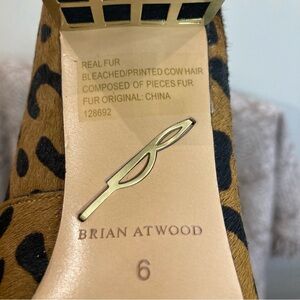 REAL FUR
BLEACHED/PRINTED COW HAIR
COMPOSED OF PIECES FUR
FUR ORIGINAL: CHINA
128692
BRIAN ATWOOD
6